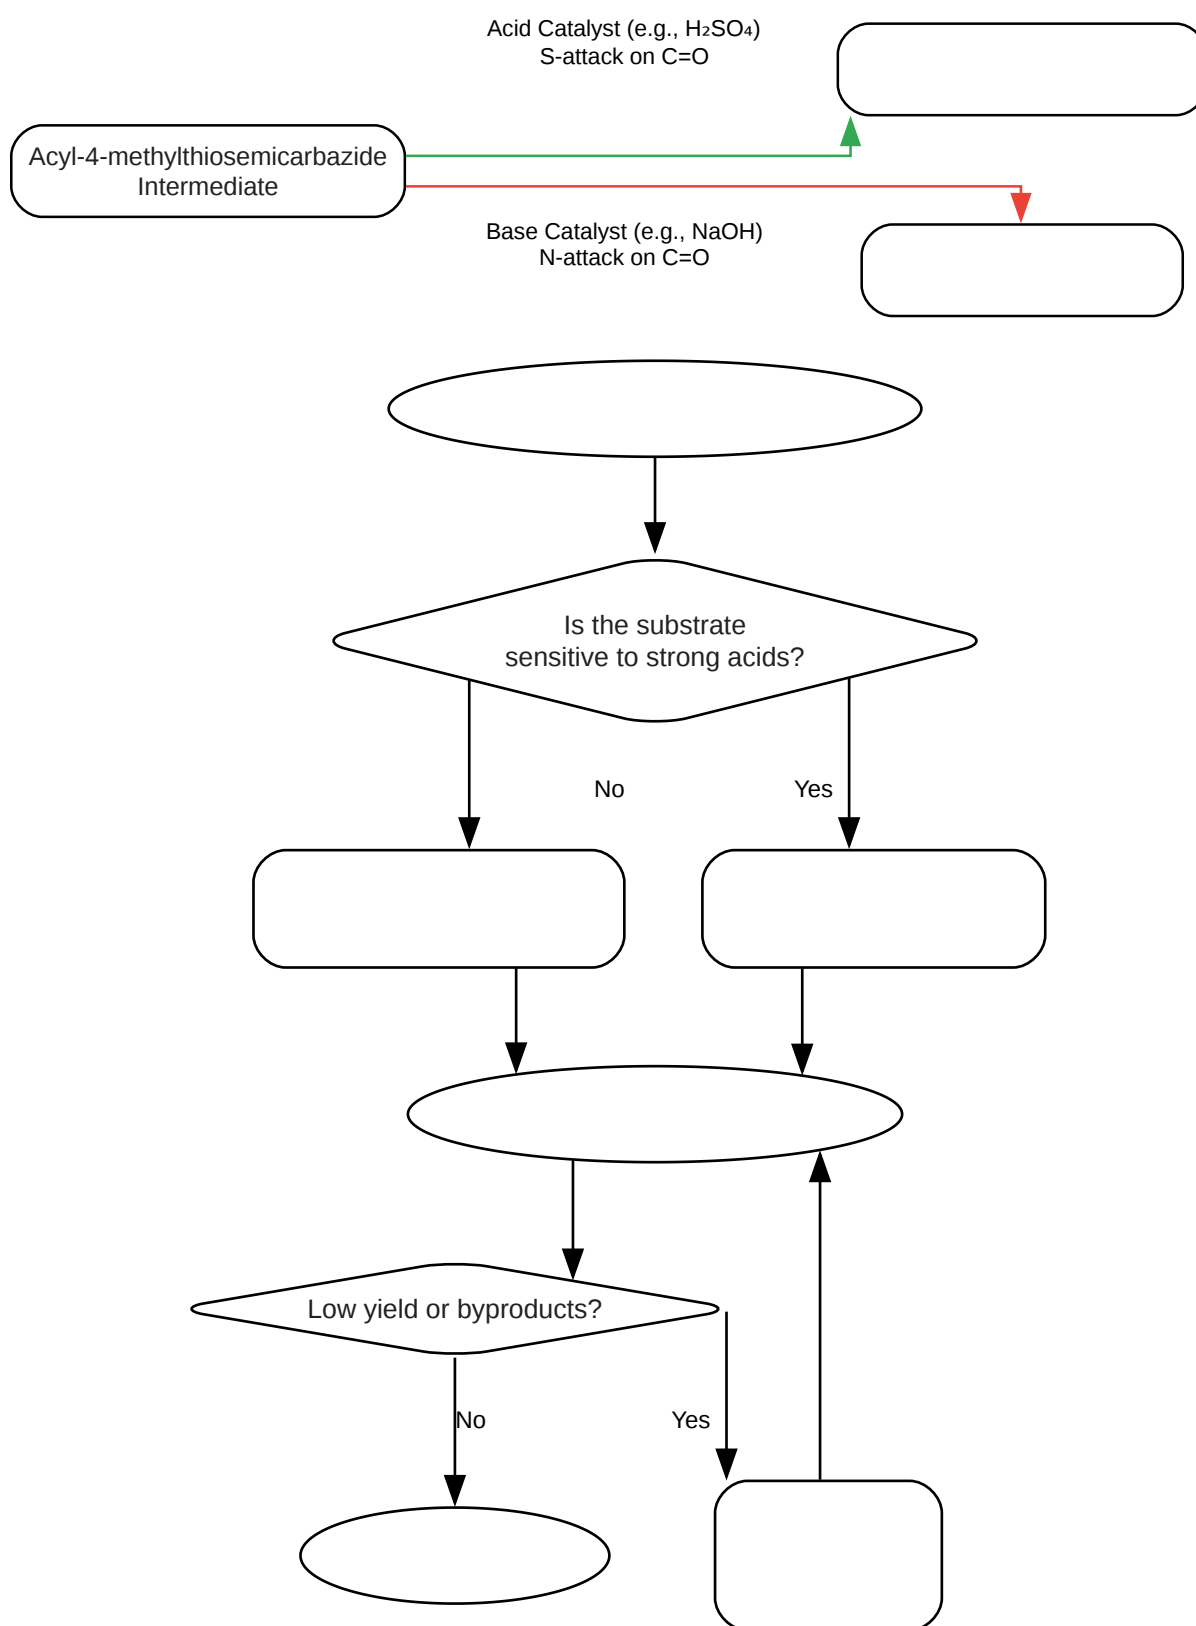 Acid Catalyst (e.g., H₂SO₄)
S-attack on C=O
Acyl-4-methylthiosemicarbazide
Intermediate
Base Catalyst (e.g., NaOH)
N-attack on C=O
Is the substrate
sensitive to strong acids?
No
Yes
Low yield or byproducts?
No
Yes